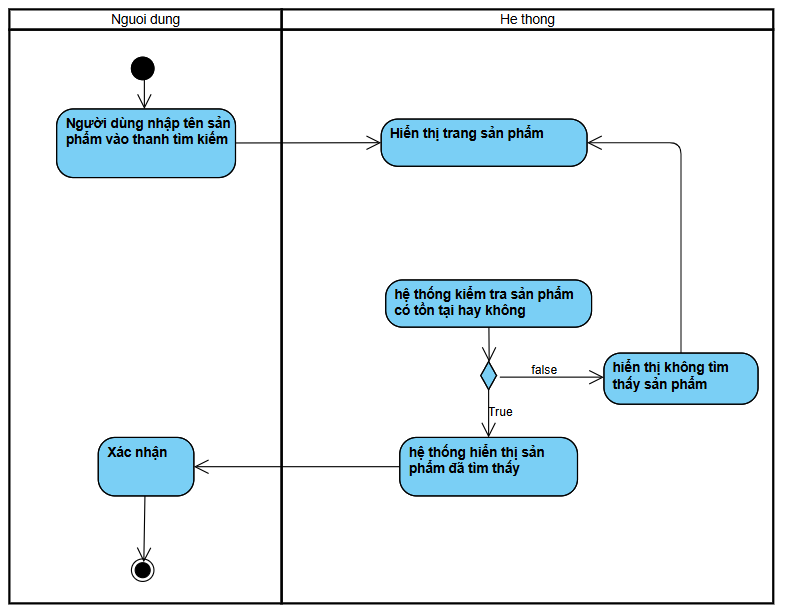 Nguoi dung
He thong
Người dùng nhập tên sản
phẩm vào thanh tìm kiếm
Hiển thị trang sản phẩm
hệ thống kiểm tra sản phẩm
có tồn tại hay không
false
hiển thị không tìm
thấy sản phẩm
True
Xác nhận
hệ thống hiển thị sản
phẩm đã tìm thấy